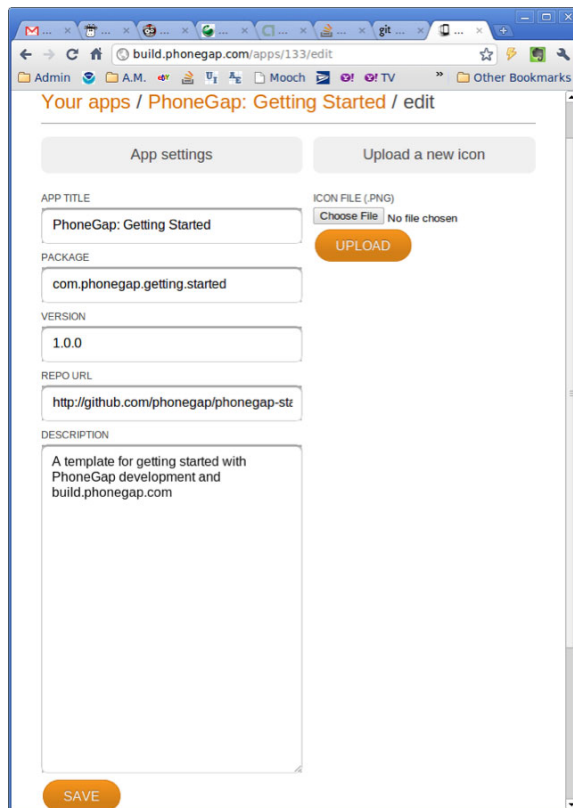 git ...
build.phonegap.com/apps/133/edit
Admin
A.M.
Mooch
TV
»
Other Bookmarks
Your apps / PhoneGap: Getting Started / edit
App settings
Upload a new icon
APP TITLE
PhoneGap: Getting Started
ICON FILE (.PNG)
Choose File No file chosen
UPLOAD
PACKAGE
com.phonegap.getting.started
VERSION
1.0.0
REPO URL
http://github.com/phonegap/phonegap-sta
DESCRIPTION
A template for getting started with
PhoneGap development and
build.phonegap.com
SAVE